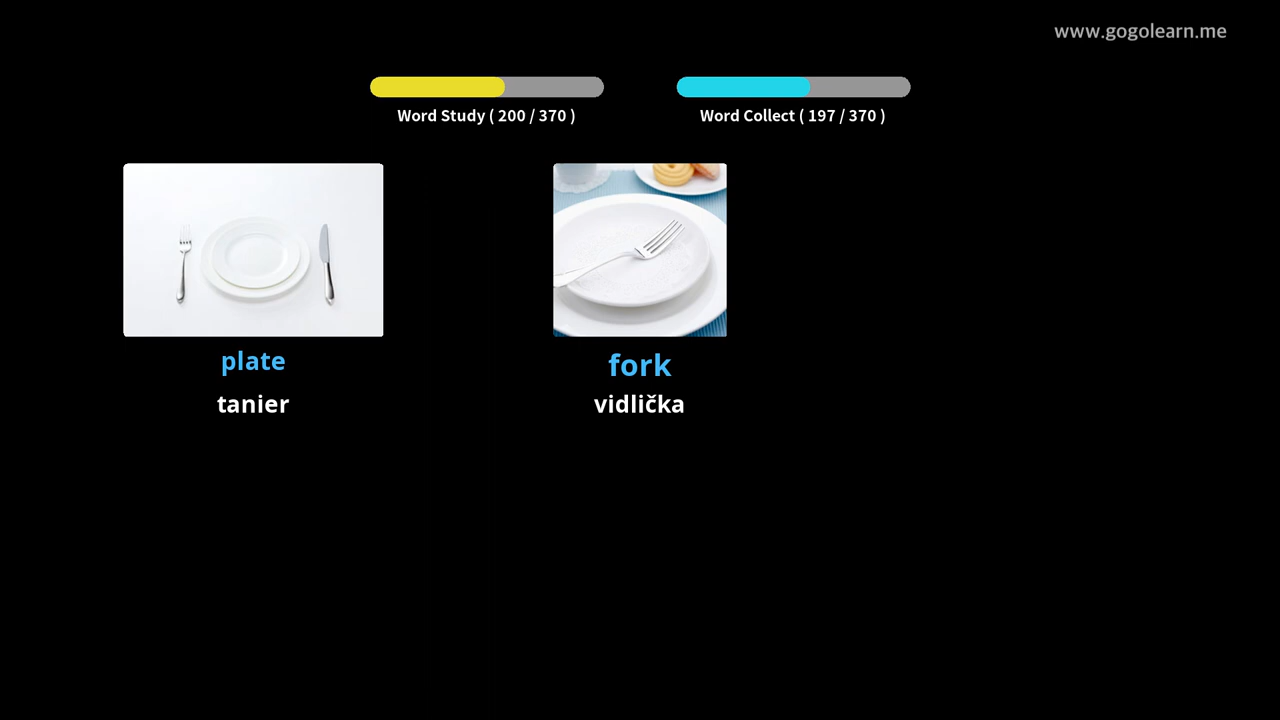 www.gogolearn.me
Word Study ( 200 / 370 )
Word Collect ( 197 / 370 )
plate
tanier
fork
vidlička